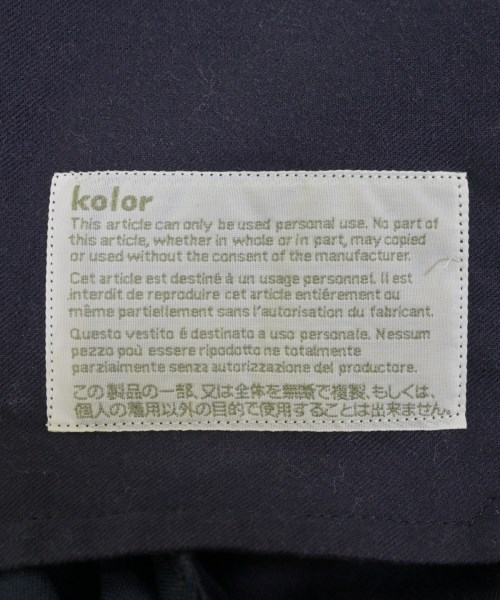 kolor
This article can only be used personal use. No part of
this article, whether in whole or in part, may copied
or used without the consent of the manufacturer.
Cet article est destiné à un usage personnel. Il est
interdit de reproduire cet article entiérement ou
même partiellement sans l'autorisation du fabricant.
Questo vestito é destinato a uso personale. Nessum
pezzo poù essere ripodotto ne totalmente
parzialmente senza autorizzazione del productore.
この製品の一部、又は全体を無断で複製、もしくは、
個人の着用以外の目的で使用することは出来ません。